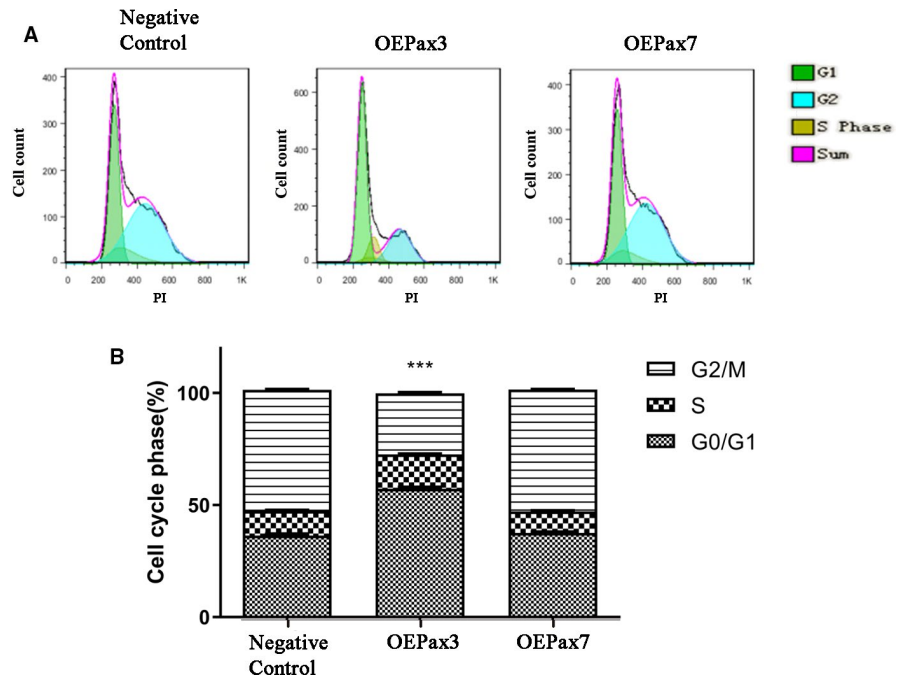 A
Negative
Control
OEPax3
OEPax7
Cell count
400
300
200
100
0
0 200 400 600 800 1K
PI
Cell count
600
400
200
0
0 200 400 600 800 1K
PI
Cell count
400
300
200
100
0
0 200 400 600 800 1K
PI
G1
G2
S Phase
Sum
B
Cell cycle phase(%)
100
50
0
***
Negative
Control
OEPax3
OEPax7
G2/M
S
G0/G1